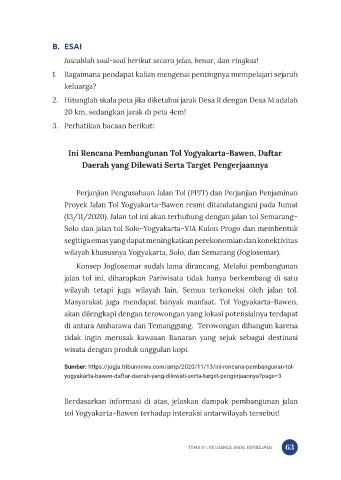 B. ESAI
Jawablah soal-soal berikut secara jelas, benar, dan ringkas!
1. Bagaimana pendapat kalian mengenai pentingnya mempelajari sejarah
keluarga?
2. Hitunglah skala peta jika diketahui jarak Desa R dengan Desa M adalah
20 km, sedangkan jarak di peta 4cm!
3. Perhatikan bacaan berikut:
Ini Rencana Pembangunan Tol Yogyakarta-Bawen, Daftar
Daerah yang Dilewati Serta Target Pengerjaannya
Perjanjian Pengusahaan Jalan Tol (PPJT) dan Perjanjian Penjaminan
Proyek Jalan Tol Yogyakarta-Bawen resmi ditandatangani pada Jumat
(13/11/2020). Jalan tol ini akan terhubung dengan jalan tol Semarang–
Solo dan jalan tol Solo–Yogyakarta–YIA Kulon Progo dan membentuk
segitiga emas yang dapat meningkatkan perekonomian dan konektivitas
wilayah khususnya Yogyakarta, Solo, dan Semarang (Joglosemar).
Konsep Joglosemar sudah lama dirancang. Melalui pembangunan
jalan tol ini, diharapkan Pariwisata tidak hanya berkembang di satu
wilayah tetapi juga wilayah lain. Semua terkoneksi oleh jalan tol.
Masyarakat juga mendapat banyak manfaat. Tol Yogyakarta-Bawen,
akan dilengkapi dengan terowongan yang lokasi potensialnya terdapat
di antara Ambarawa dan Temanggung. Terowongan dibangun karena
tidak ingin merusak kawasan Banaran yang sejuk sebagai destinasi
wisata dengan produk unggulan kopi.
Sumber: https://jogja.tribunnews.com/amp/2020/11/13/ini-rencana-pembangunan-tol-
yogyakarta-bawen-daftar-daerah-yang-dilewati-serta-target-pengerjaannya?page=3
Berdasarkan informasi di atas, jelaskan dampak pembangunan jalan
tol Yogyakarta-Bawen terhadap interaksi antarwilayah tersebut!
TEMA 01: KELUARGA AWAL KEHIDUPAN 63